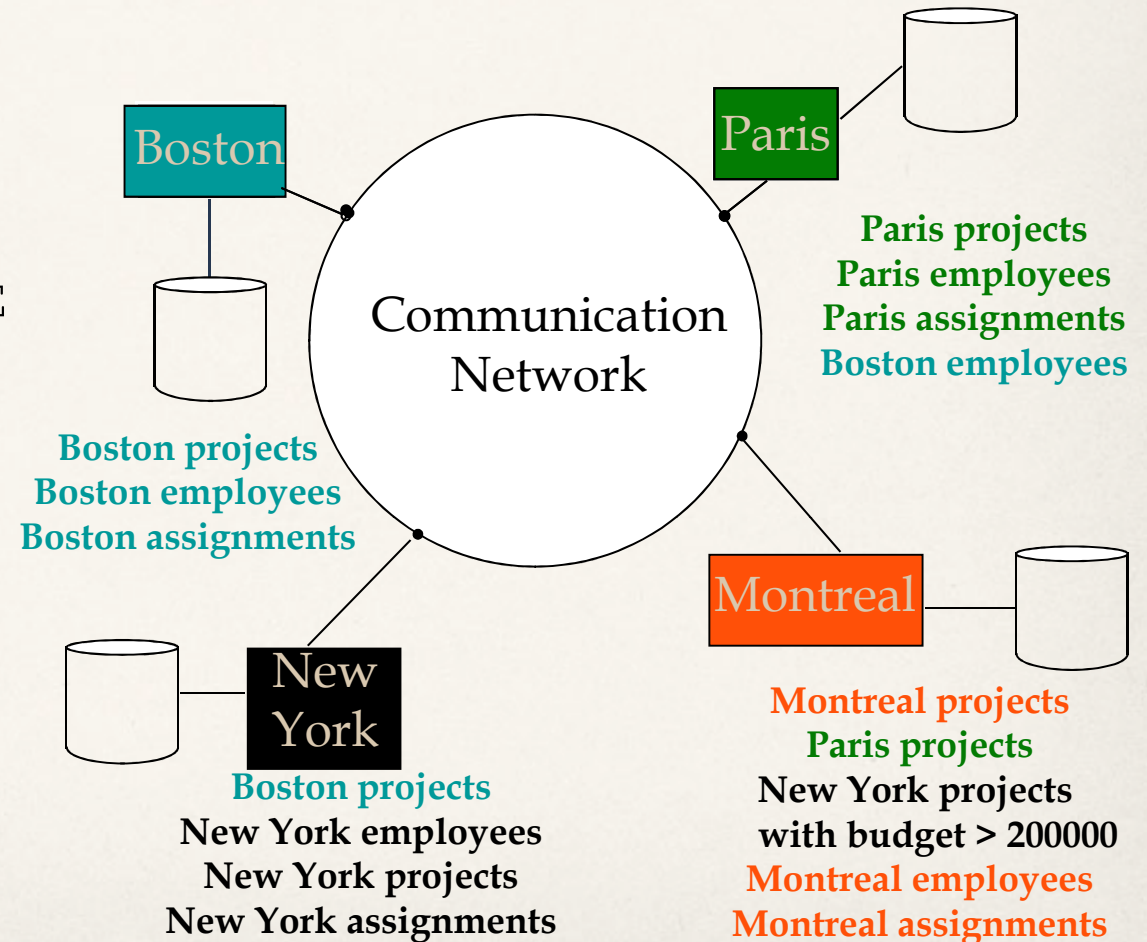 Boston
Paris
Communication
Network
Paris projects
Paris employees
Paris assignments
Boston employees
Boston projects
Boston employees
Boston assignments
Montreal
New
York
Boston projects
New York employees
New York projects
New York assignments
Montreal projects
Paris projects
New York projects
with budget > 200000
Montreal employees
Montreal assignments